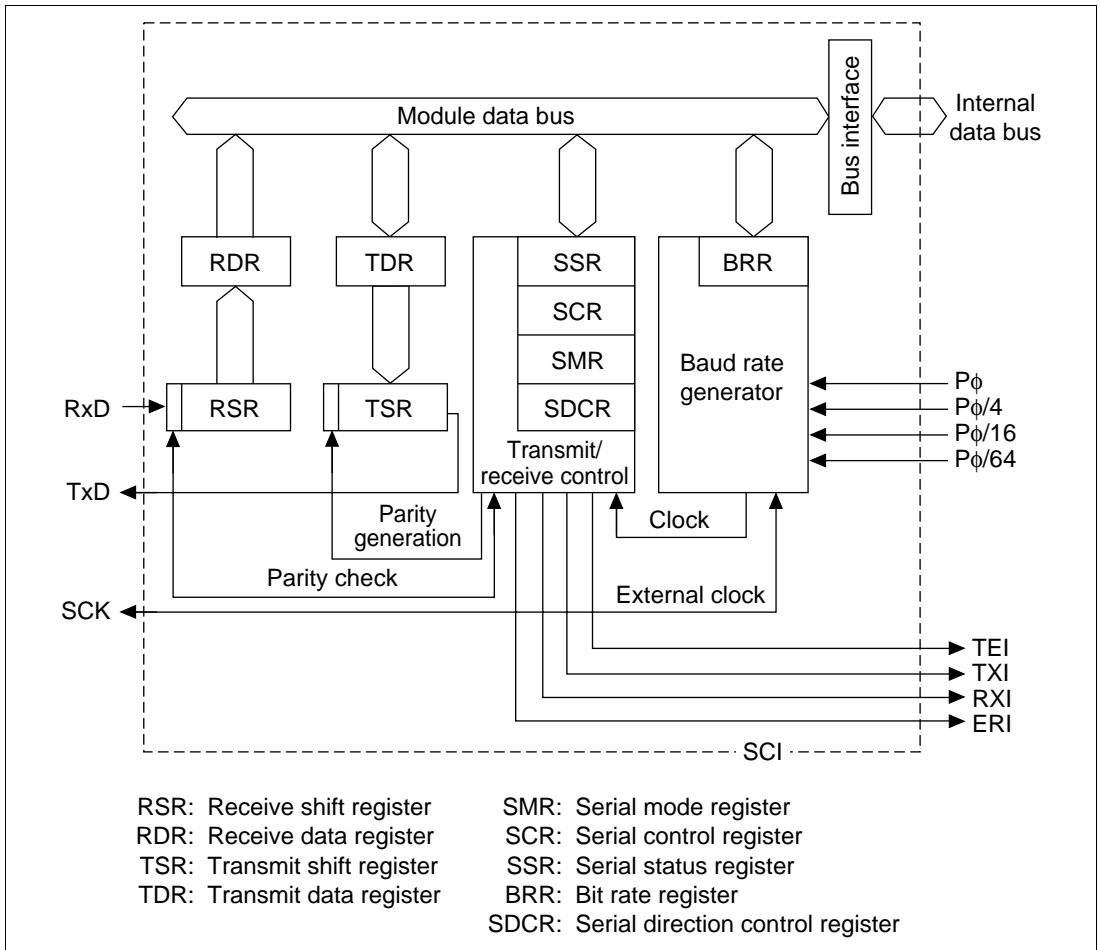 Module data bus
Bus interface
Internal
data bus
RDR
TDR
SSR
BRR
SCR
SMR
Baud rate
generator
Pϕ
RxD
RSR
TSR
SDCR
Pϕ/4
Pϕ/16
Transmit/
receive control
Pϕ/64
TxD
Parity
generation
Clock
Parity check
External clock
SCK
TEI
TXI
RXI
ERI
SCI
RSR: Receive shift register
RDR: Receive data register
TSR: Transmit shift register
TDR: Transmit data register
SMR: Serial mode register
SCR: Serial control register
SSR: Serial status register
BRR: Bit rate register
SDCR: Serial direction control register